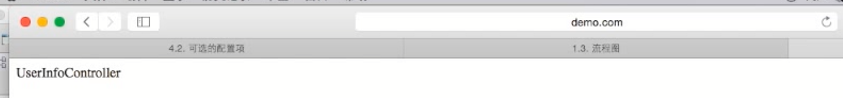 demo.com
4.2. 可选的配置项
1.3. 流程图
UserInfoController